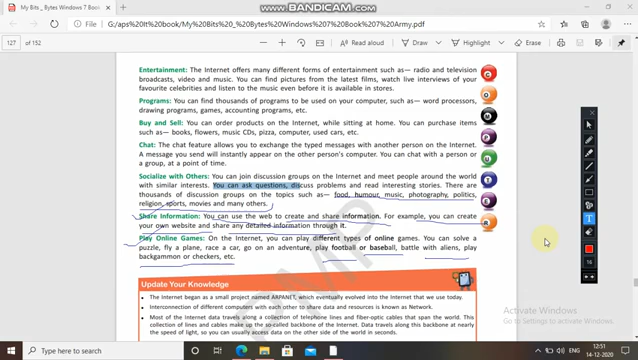 www.BANDICAM.com
My Bits & Bytes Windows 7 Book
G:/aps%20It%20book/My%20Bits%20_%20Bytes%20Windows%207%20Book%207%20Army.pdf
127 of 152
Read aloud
Draw
Highlight
Erase
Entertainment: The Internet offers many different forms of entertainment such as— radio and television
broadcasts, video and music. You can find pictures from the latest films, watch live interviews of your
favourite celebrities and listen to the music even before it is available in stores.
Programs: You can find thousands of programs to be used on your computer, such as— word processors,
drawing programs, games, accounting programs, etc.
Buy and Sell: You can order products on the Internet, while sitting at home. You can purchase items
such as— books, flowers, music CDs, pizza, computer, used cars, etc.
Chat: The chat feature allows you to exchange the typed messages with another person on the Internet.
A message you send will instantly appear on the other person's computer. You can chat with a person or
a group, at a point of time.
Socialize with Others: You can join discussion groups on the Internet and meet people around the world
with similar interests. You can ask questions, discuss problems and read interesting stories. There are
thousands of discussion groups on the topics such as— food, humour, music, photography, politics,
religion, sports, movies and many others.
Share Information: You can use the web to create and share information. For example, you can create
your own website and share any detailed information through it.
Play Online Games: On the Internet, you can play different types of online games. You can solve a
puzzle, fly a plane, race a car, go on an adventure, play football or baseball, battle with aliens, play
backgammon or checkers, etc.
C
O
M
P
U
T
E
R
Update Your Knowledge
• The Internet began as a small project named ARPANET, which eventually evolved into the Internet that we use today.
• Interconnection of different computers with each other to share data and resources is known as Network.
• Most of the Internet data travels along a collection of telephone lines and fiber-optic cables that span the world. This
collection of lines and cables make up the so-called backbone of the Internet. Data travels along this backbone at nearly
the speed of light, so you can usually access data on the other side of the world in seconds.
T
16
Activate Windows
Go to Settings to activate Windows.
Type here to search
12:51
14-12-2020